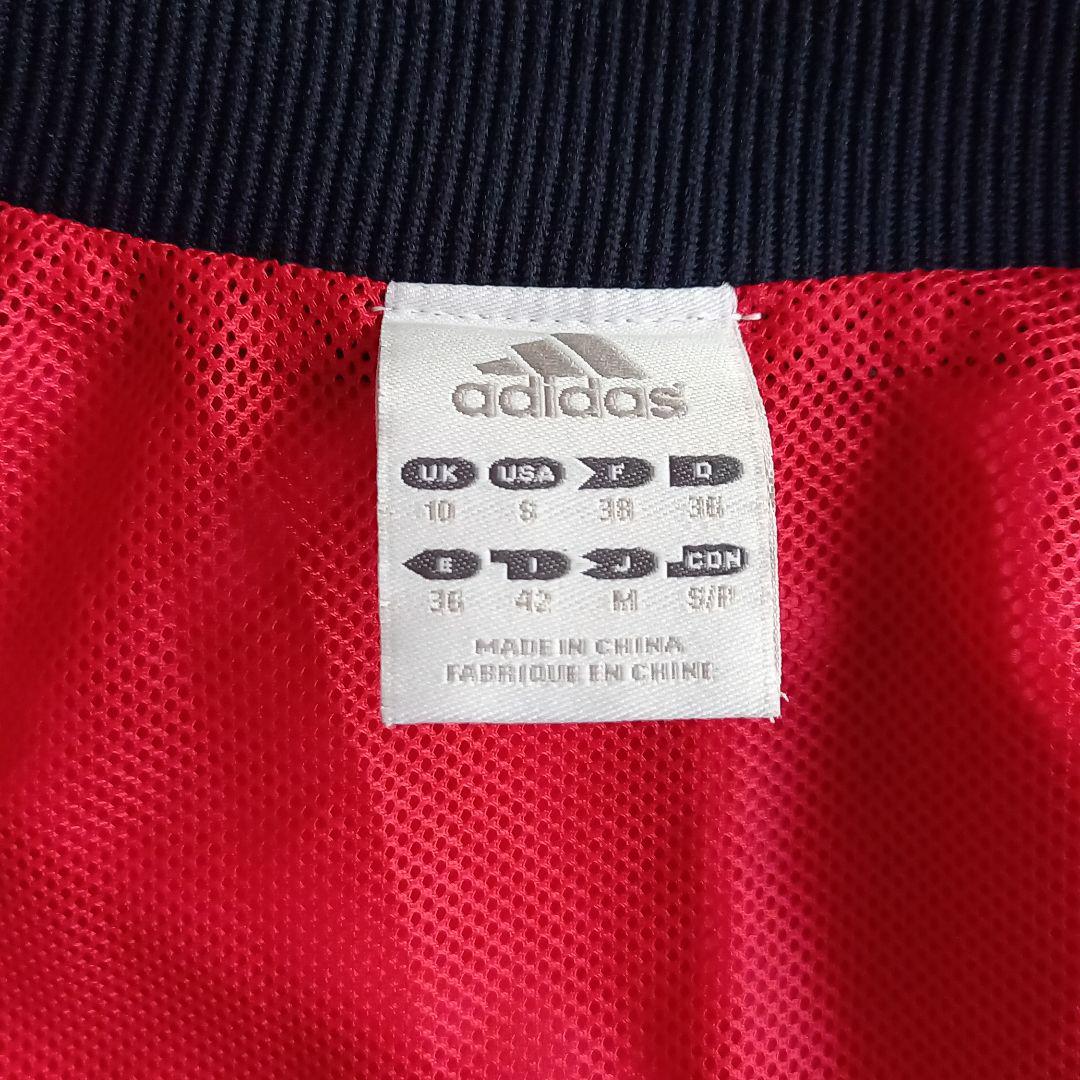 adidas
UK USA F D
10 S 38 36
E I J CDN
36 42 M S/P
MADE IN CHINA
FABRIQUE EN CHINE